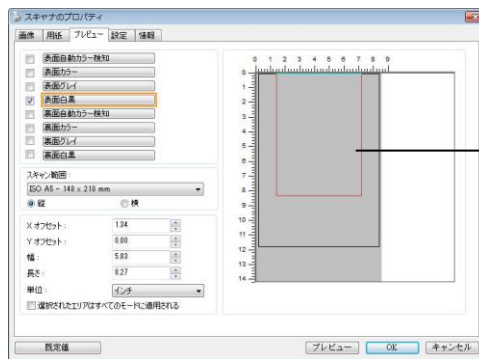 スキャナのプロパティ
画像 用紙 プレビュー 設定 情報
表面自動カラー検知
表面カラー
表面グレイ
表面白黒
裏面自動カラー検知
裏面カラー
裏面グレイ
裏面白黒
スキャン範囲:
ISO A5 - 148 x 210 mm
縦 横
X オフセット: 1.34
Y オフセット: 0.00
幅: 5.83
長さ: 8.27
単位: インチ
選択されたエリアはすべてのモードに適用される
0 1 2 3 4 5 6 7 8 9
0
1
2
3
4
5
6
7
8
9
10
11
12
13
14
既定値 プレビュー OK キャンセル